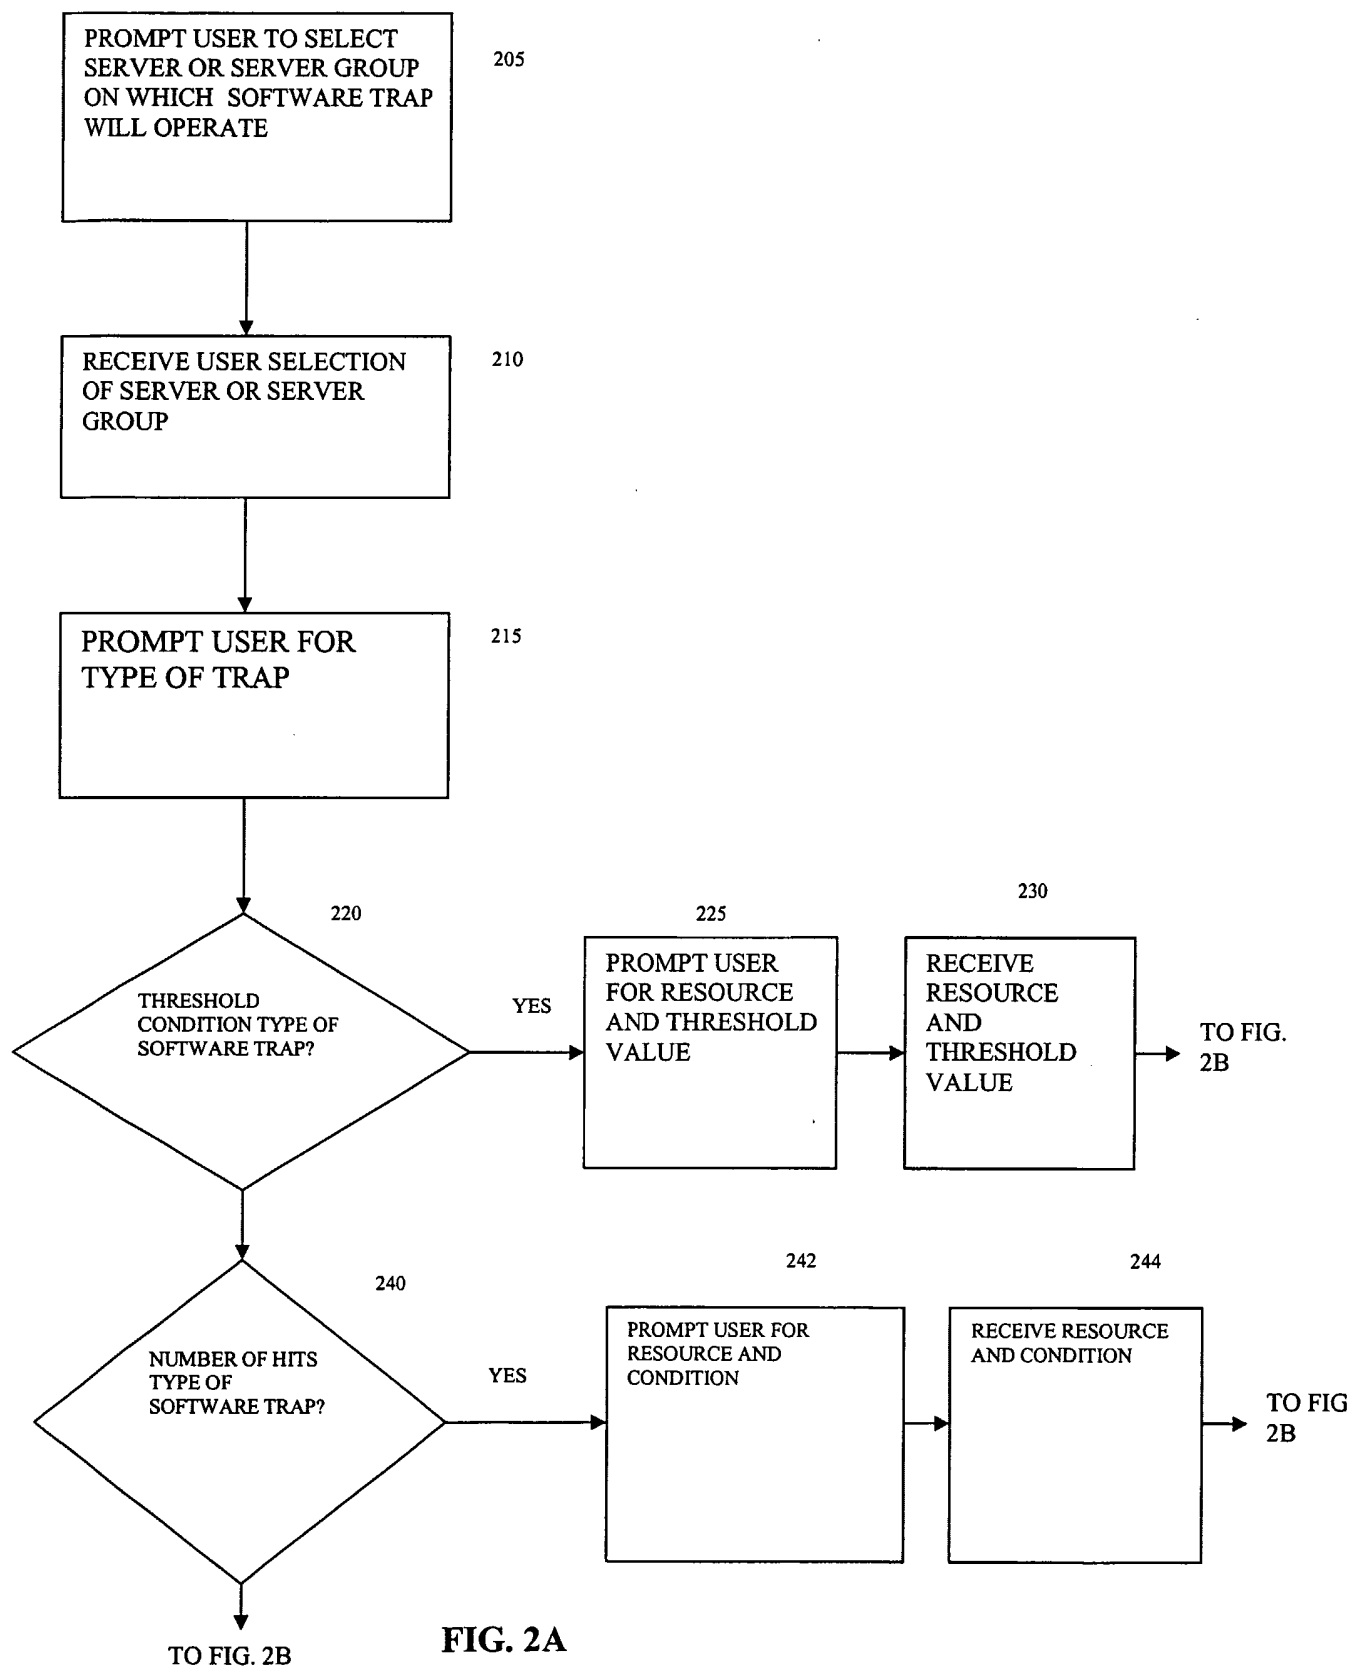 PROMPT USER TO SELECT
SERVER OR SERVER GROUP
ON WHICH SOFTWARE TRAP
WILL OPERATE
205
RECEIVE USER SELECTION
OF SERVER OR SERVER
GROUP
210
PROMPT USER FOR
TYPE OF TRAP
215
220
THRESHOLD
CONDITION TYPE OF
SOFTWARE TRAP?
YES
225
PROMPT USER
FOR RESOURCE
AND THRESHOLD
VALUE
230
RECEIVE
RESOURCE
AND
THRESHOLD
VALUE
TO FIG.
2B
240
NUMBER OF HITS
TYPE OF
SOFTWARE TRAP?
YES
242
PROMPT USER FOR
RESOURCE AND
CONDITION
244
RECEIVE RESOURCE
AND CONDITION
TO FIG
2B
TO FIG. 2B
FIG. 2A